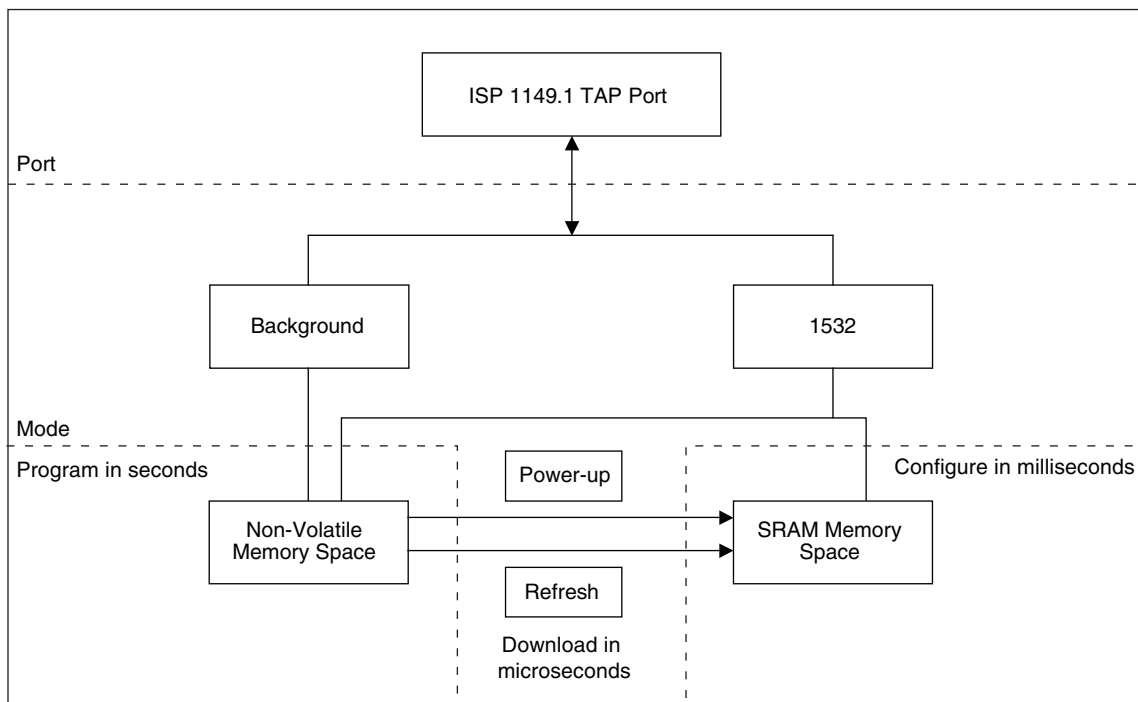 ISP 1149.1 TAP Port
Port
Background
1532
Mode
Program in seconds
Configure in milliseconds
Power-up
Non-Volatile
Memory Space
SRAM Memory
Space
Refresh
Download in
microseconds